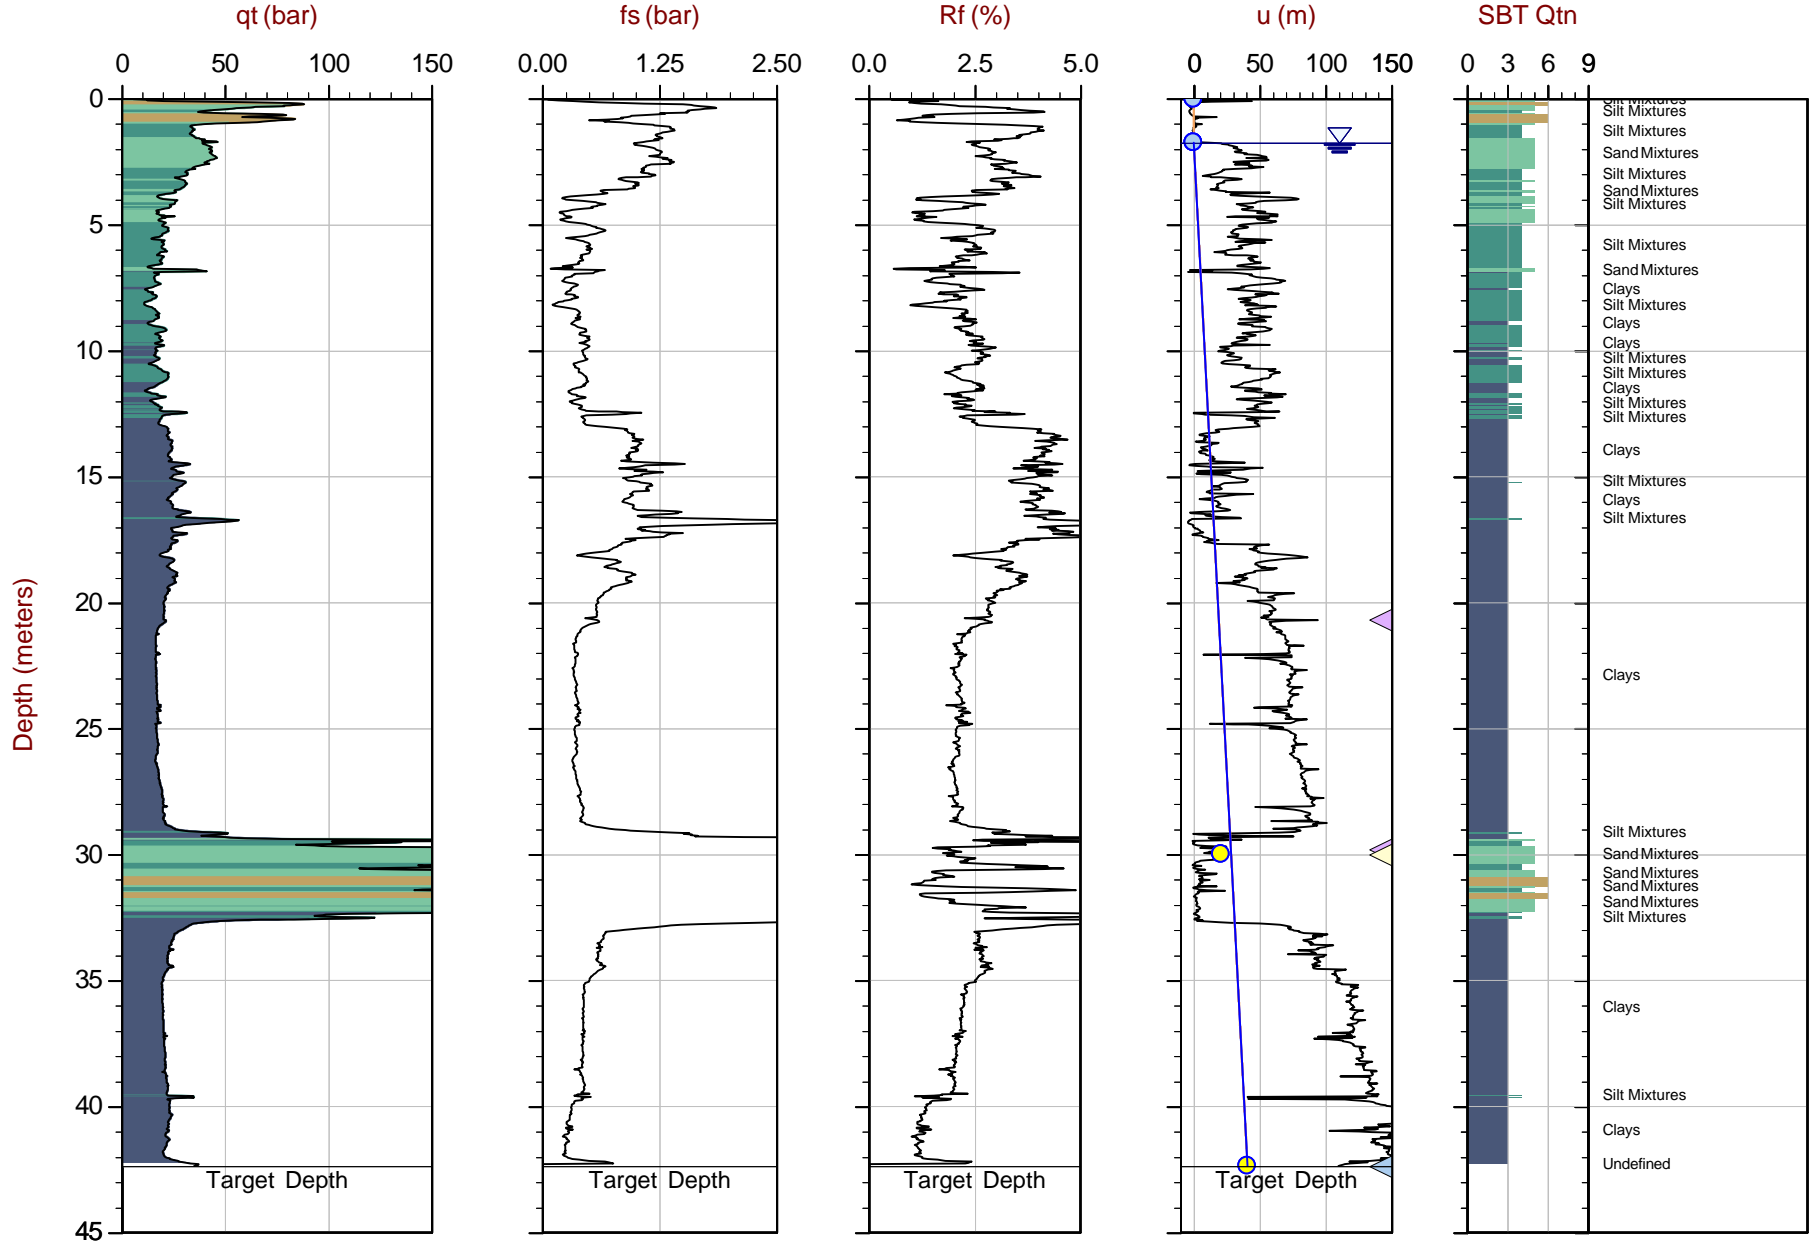 qt (bar) fs (bar) Rf (%) u (m) SBT Qtn
0 50 100 150 0.00 1.25 2.50 0.0 2.5 5.0 0 50 100 150 0 3 6 9
0
5
10
15
20
25
30
35
40
45
Depth (meters)
Silt Mixtures
Silt Mixtures
Silt Mixtures
Sand Mixtures
Silt Mixtures
Sand Mixtures
Silt Mixtures
Silt Mixtures
Sand Mixtures
Clays
Silt Mixtures
Clays
Clays
Silt Mixtures
Silt Mixtures
Clays
Silt Mixtures
Silt Mixtures
Clays
Silt Mixtures
Clays
Silt Mixtures
Clays
Silt Mixtures
Sand Mixtures
Sand Mixtures
Sand Mixtures
Sand Mixtures
Silt Mixtures
Clays
Silt Mixtures
Clays
Undefined
Target Depth Target Depth Target Depth Target Depth